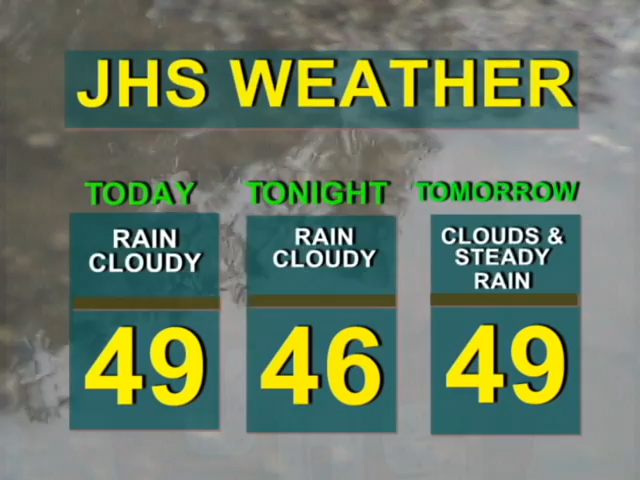 JHS WEATHER
TODAY
RAIN
CLOUDY
49
TONIGHT
RAIN
CLOUDY
46
TOMORROW
CLOUDS &
STEADY
RAIN
49